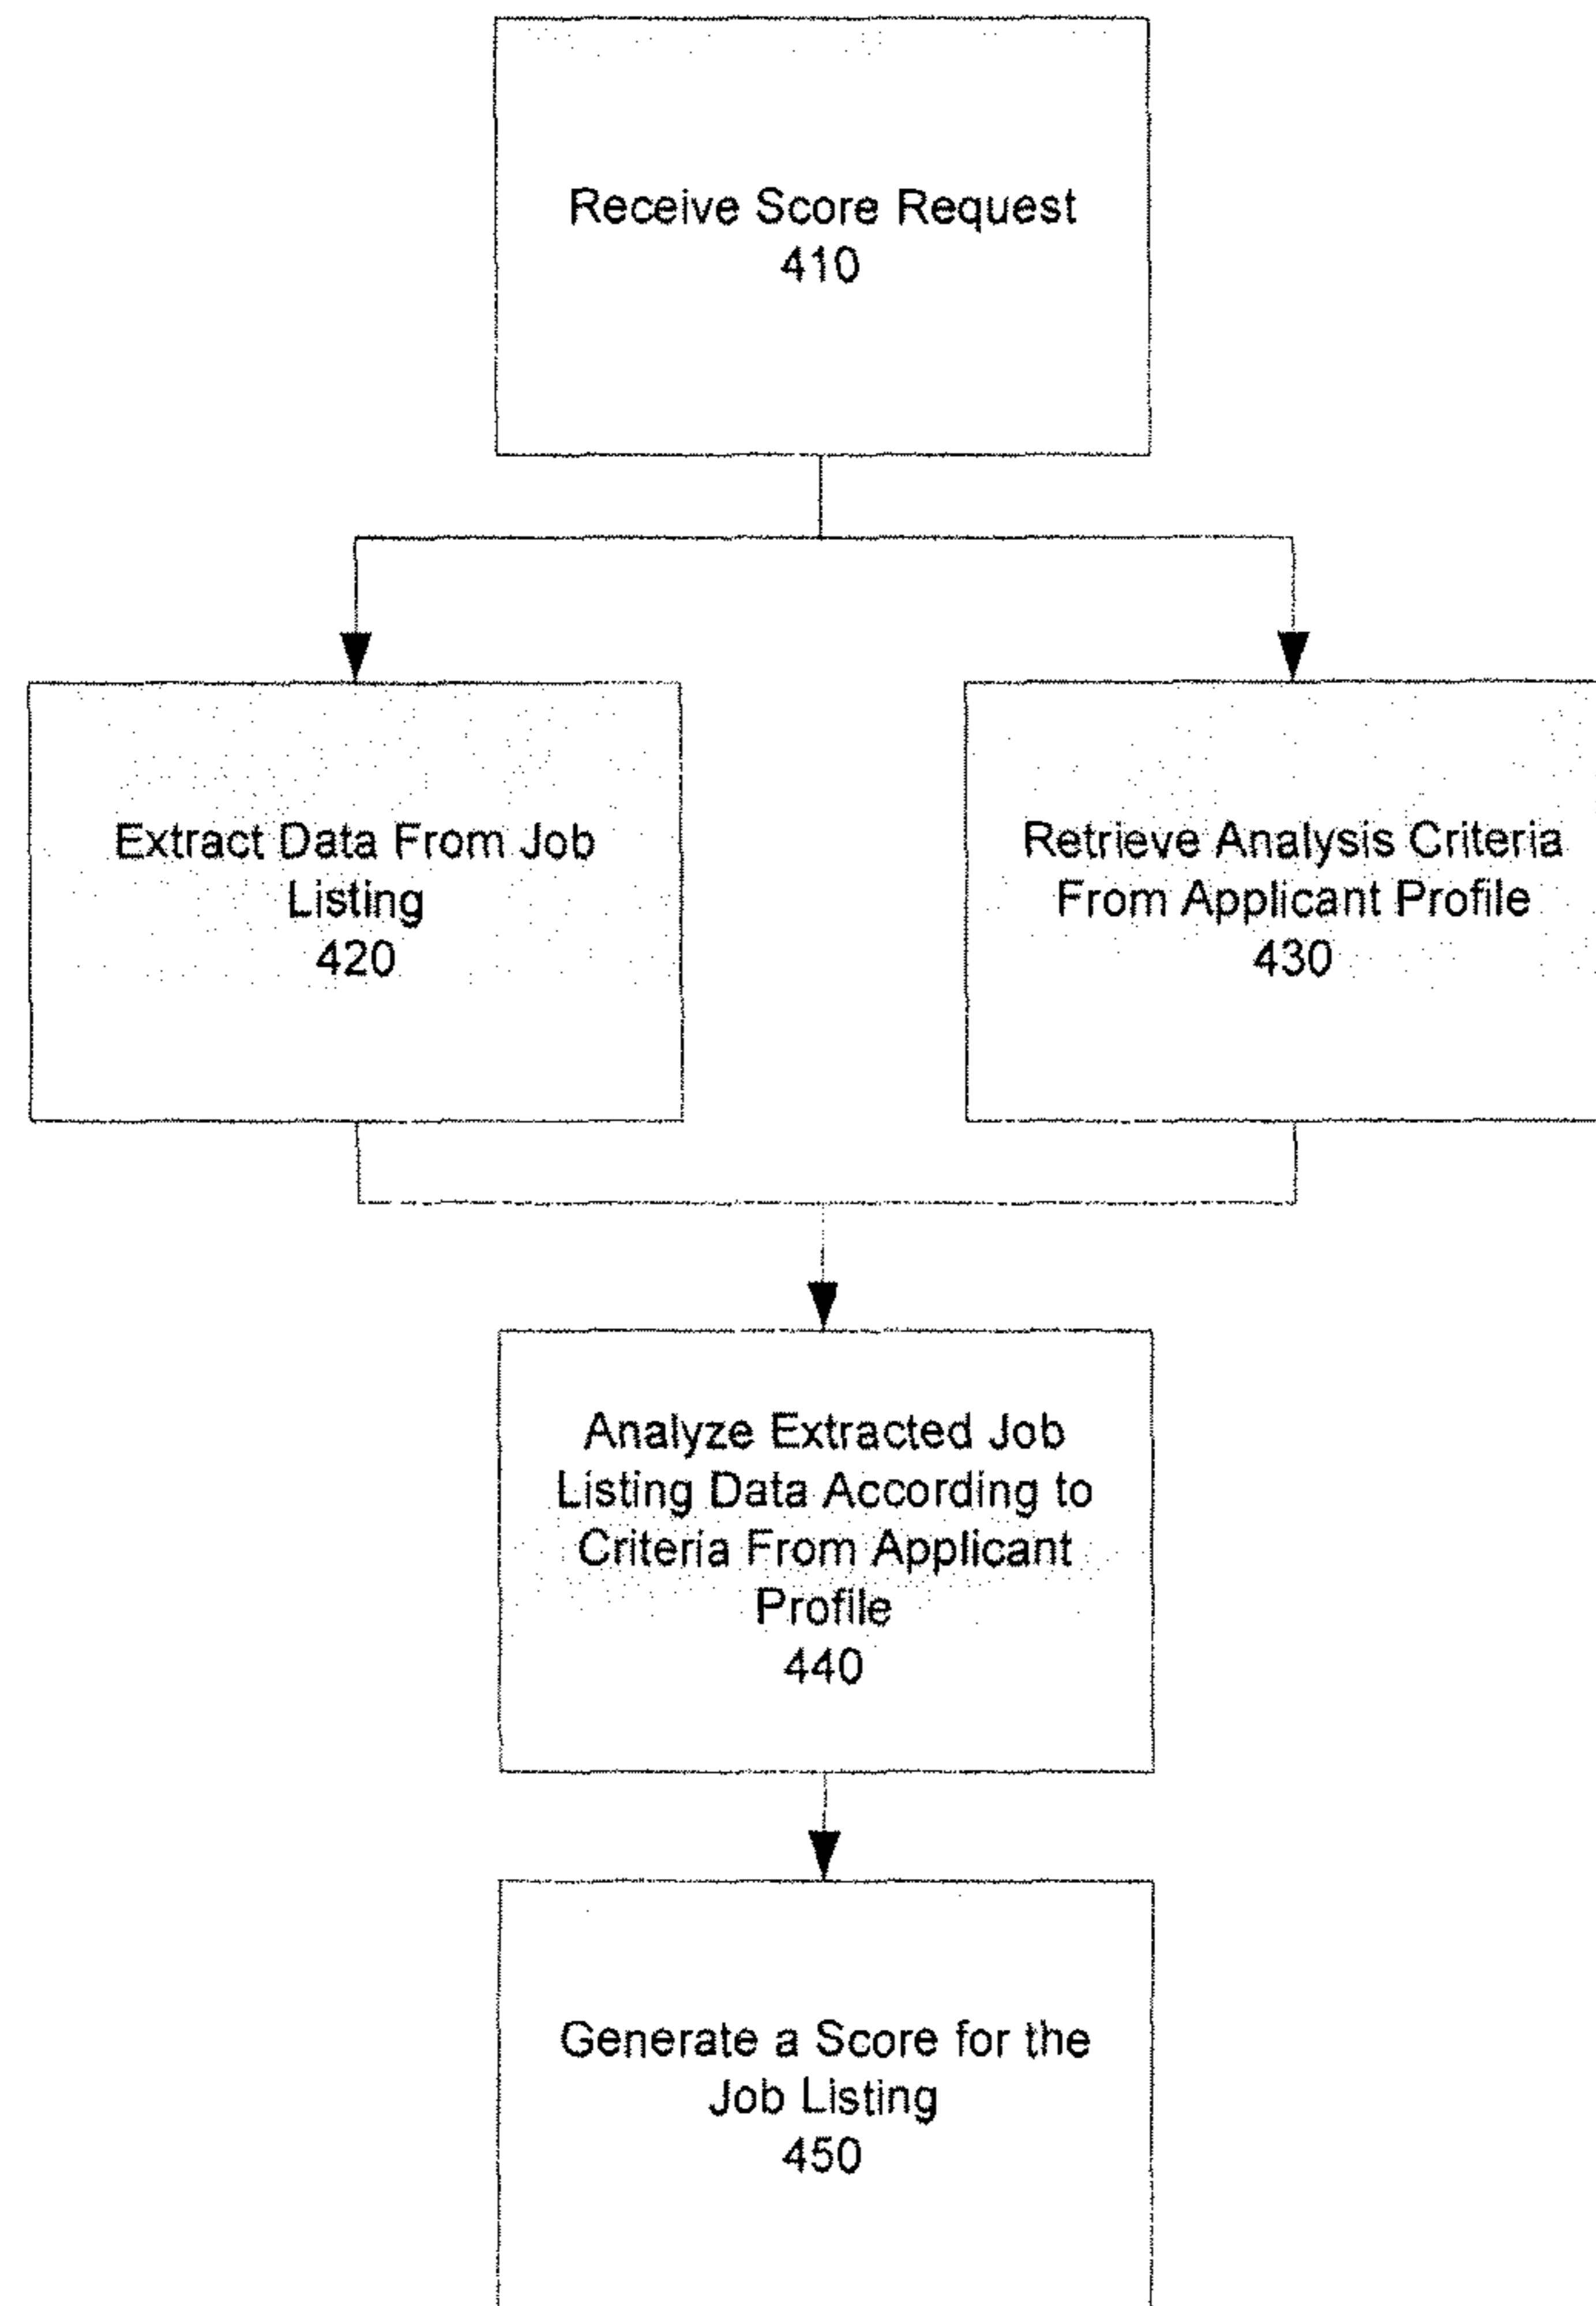 Receive Score Request
410
Extract Data From Job
Listing
420
Retrieve Analysis Criteria
From Applicant Profile
430
Analyze Extracted Job
Listing Data According to
Criteria From Applicant
Profile
440
Generate a Score for the
Job Listing
450